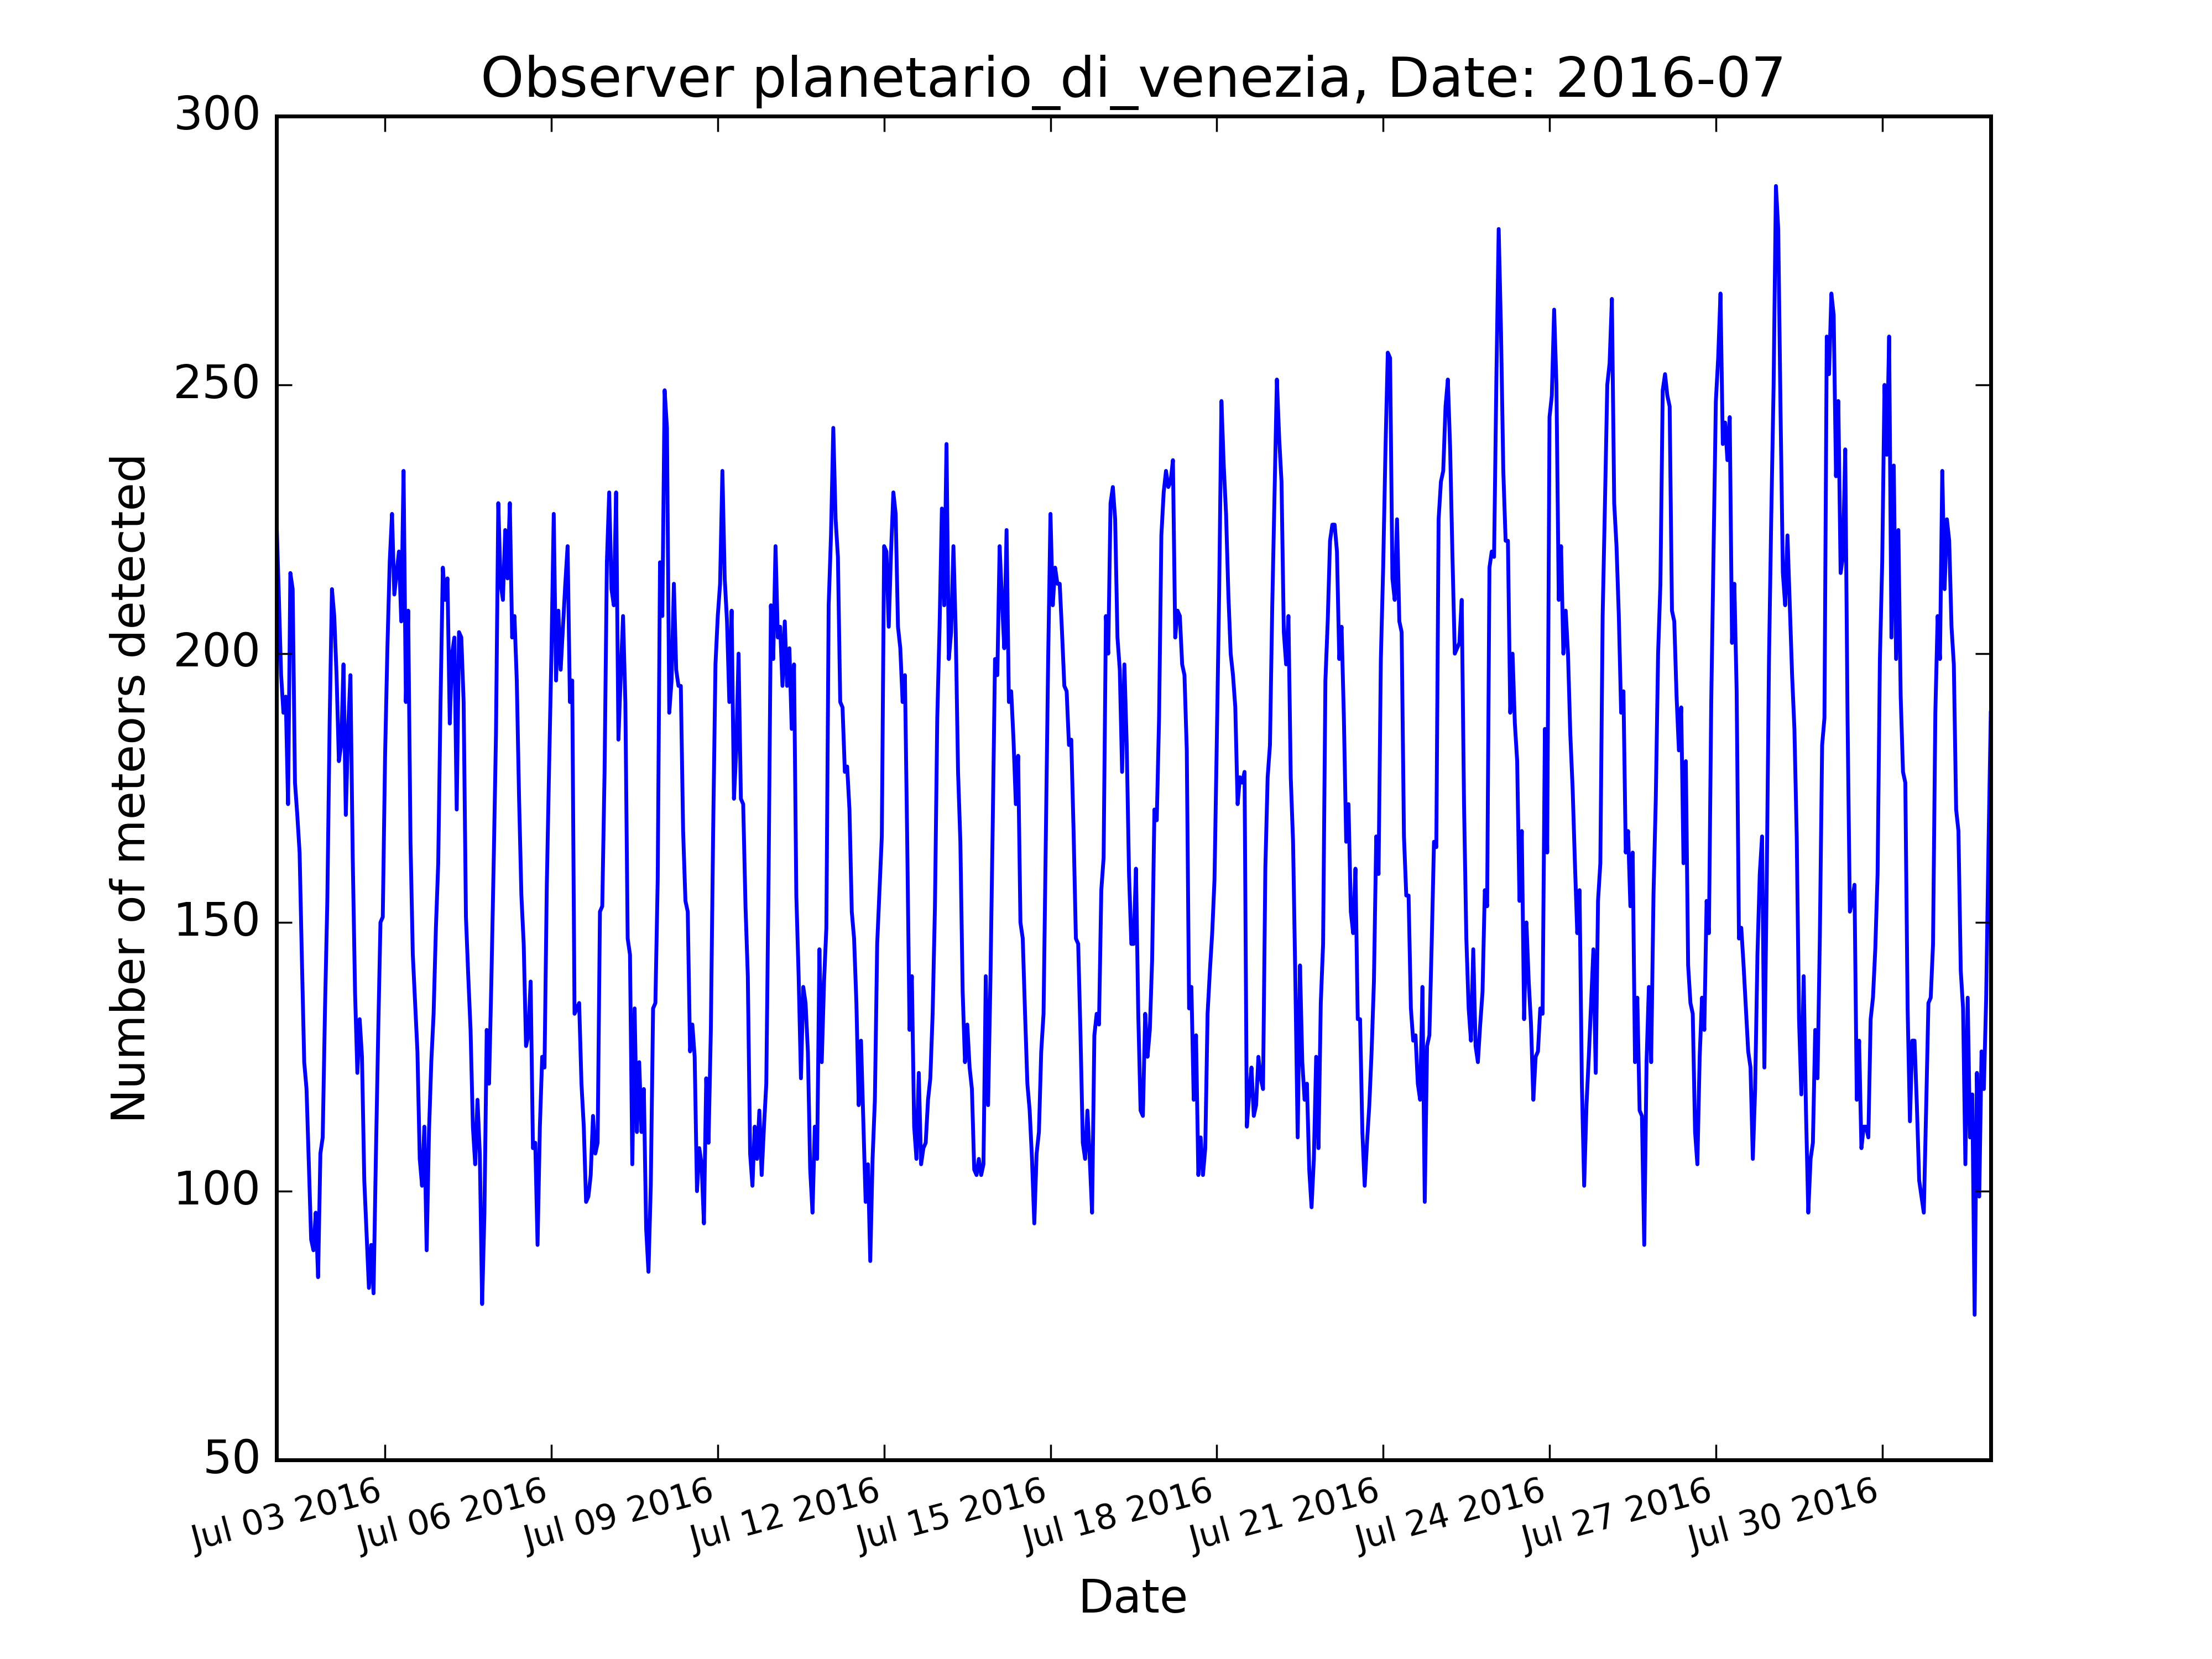 Observer planetario_di_venezia, Date: 2016-07
300
250
200
150
100
50
Number of meteors detected
Jul 03 2016
Jul 06 2016
Jul 09 2016
Jul 12 2016
Jul 15 2016
Jul 18 2016
Jul 21 2016
Jul 24 2016
Jul 27 2016
Jul 30 2016
Date